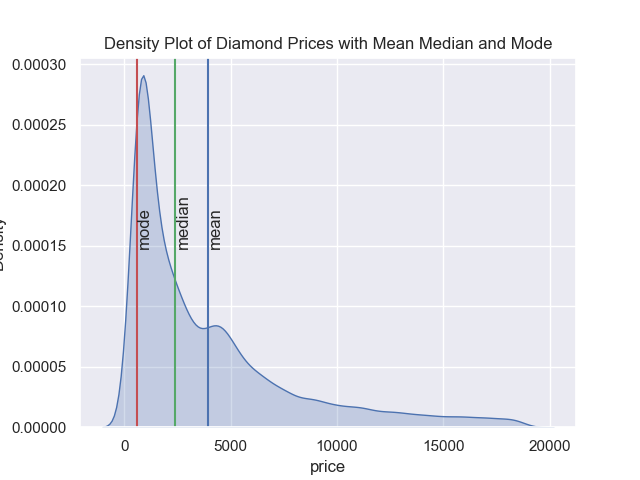 Density Plot of Diamond Prices with Mean Median and Mode
0.00030
0.00025
0.00020
0.00015
0.00010
0.00005
0.00000
Density
mode
median
mean
0
5000
10000
15000
20000
price